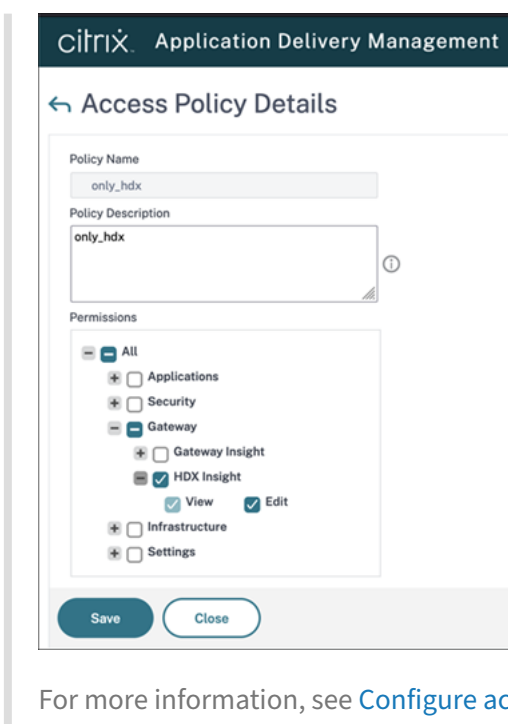 citrix. Application Delivery Management
Access Policy Details
Policy Name
only_hdx
Policy Description
only_hdx
Permissions
All
Applications
Security
Gateway
Gateway Insight
HDX Insight
View Edit
Infrastructure
Settings
Save Close
For more information, see Configure ac